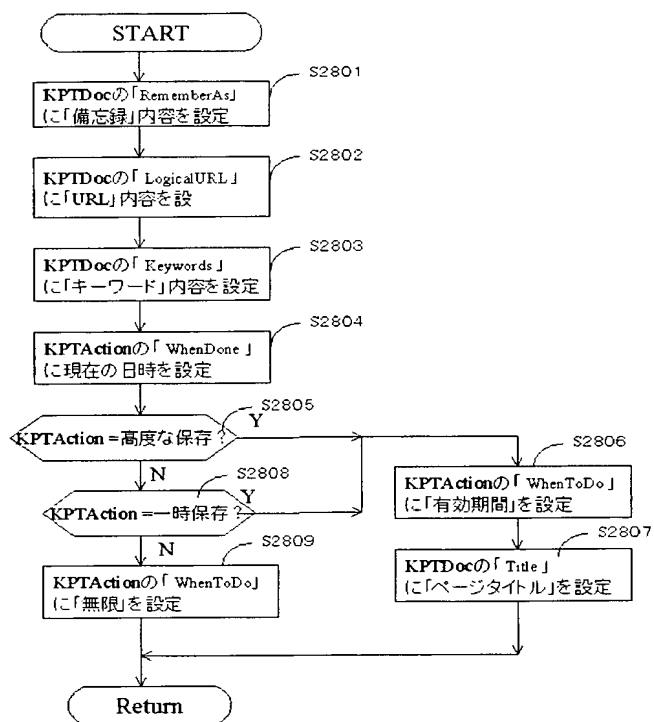 START
S2801
KPTDocの「RememberAs」
に「備忘録」内容を設定
S2802
KPTDocの「 LogicalURL 」
に「URL」内容を設
S2803
KPTDocの「 Keywords 」
に「キーワード」内容を設定
S2804
KPTActionの「 WhenDone 」
に現在の日時を設定
S2805
KPTAction =高度な保存?
Y
N
S2806
KPTActionの「 WhenToDo 」
に「有効期間」を設定
S2807
KPTDocの「 Title 」
に「ページタイトル」を設定
S2808
KPTAction =一時保存?
Y
N
S2809
KPTActionの「 WhenToDo」
に「無限」を設定
Return